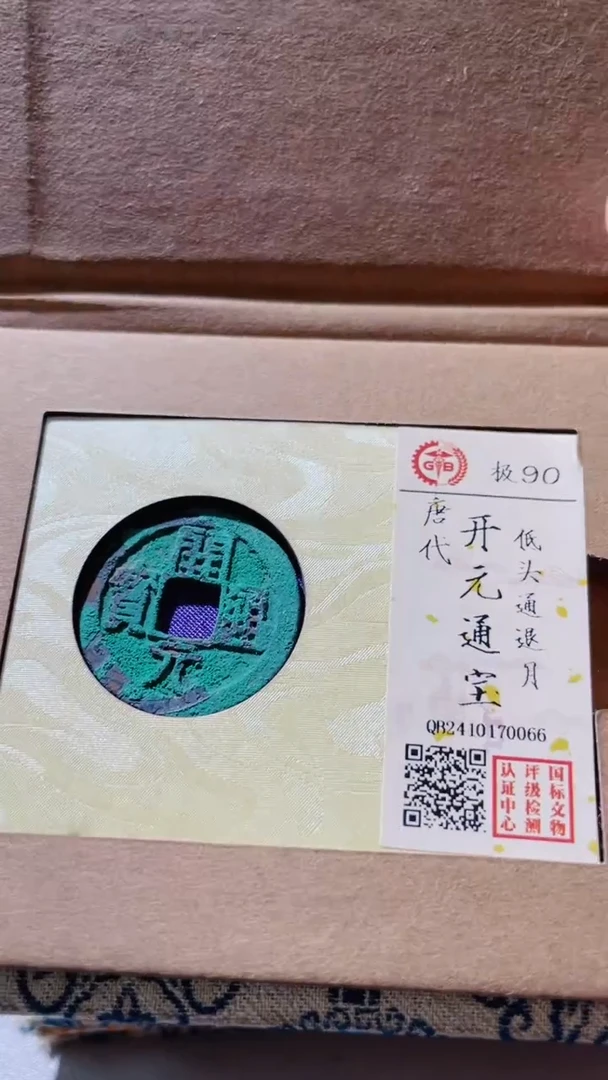 GB
极90
唐代
开元通宝
低头通退月
QB2410170066
国标文物
评级检测
认证中心
開元通寶